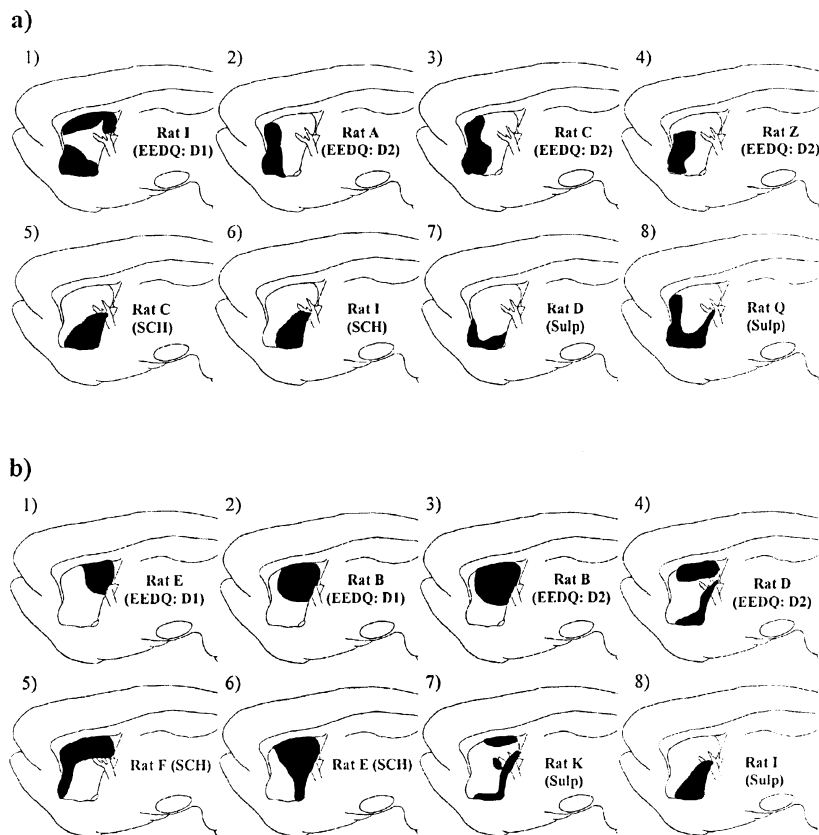 a)
1)
Rat I
(EEDQ: D1)
2)
Rat A
(EEDQ: D2)
3)
Rat C
(EEDQ: D2)
4)
Rat Z
(EEDQ: D2)
5)
Rat C
(SCH)
6)
Rat I
(SCH)
7)
Rat D
(Sulp)
8)
Rat Q
(Sulp)
b)
1)
Rat E
(EEDQ: D1)
2)
Rat B
(EEDQ: D1)
3)
Rat B
(EEDQ: D2)
4)
Rat D
(EEDQ: D2)
5)
Rat F (SCH)
6)
Rat E (SCH)
7)
Rat K
(Sulp)
8)
Rat I
(Sulp)